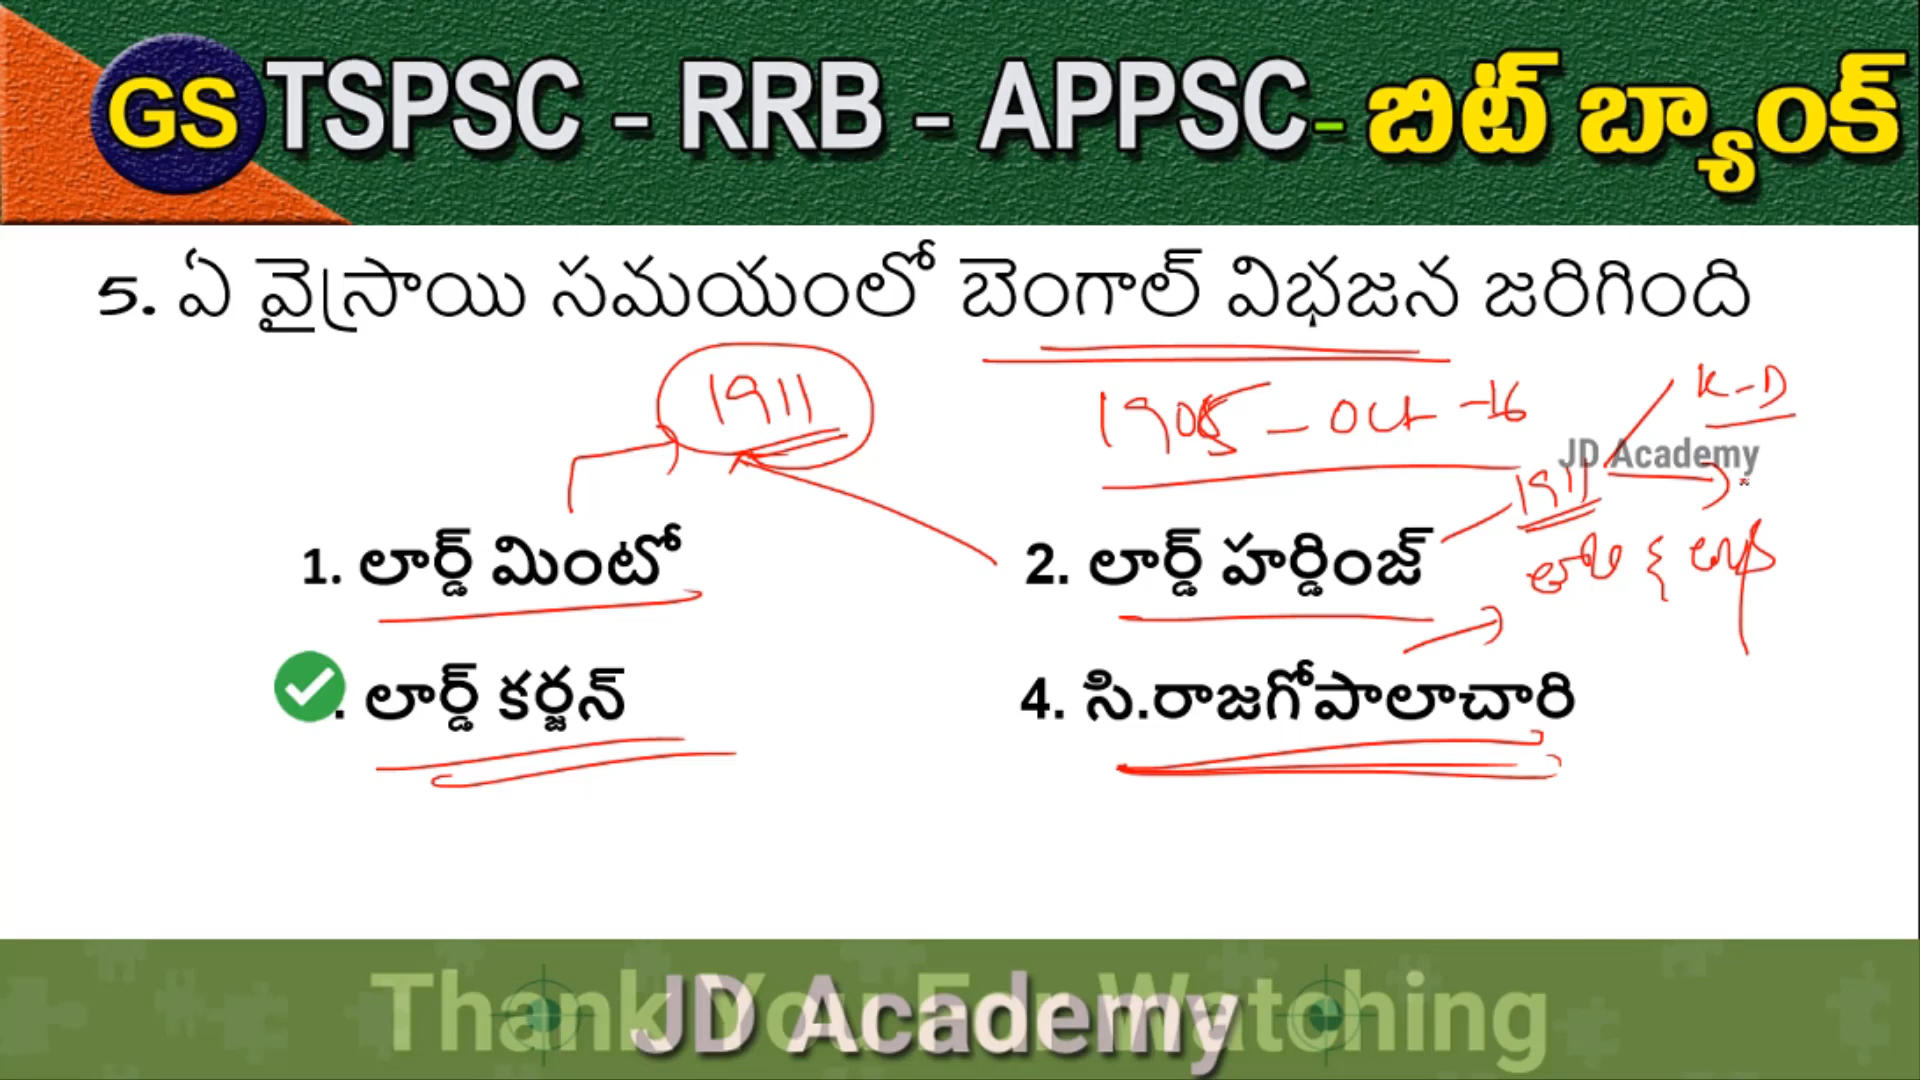 GS TSPSC - RRB - APPSC- బిట్ బ్యాంక్
5. ఏ వైస్రాయి సమయంలో బెంగాల్ విభజన జరిగింది
1911
1905 - Oct -16
K-D
JD Academy
1911
1. లార్డ్ మింటో
2. లార్డ్ హార్డింజ్
. లార్డ్ కర్జన్
4. సి.రాజగోపాలాచారి
Thank You For Watching
JD Academy